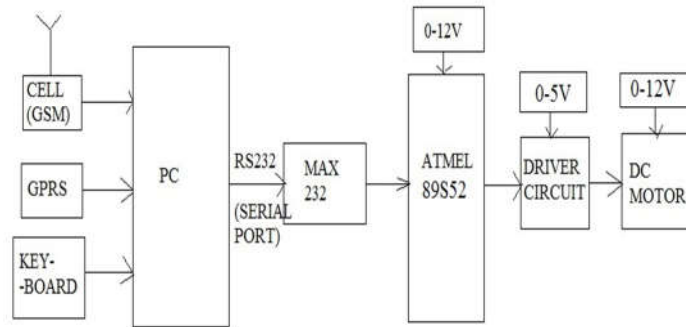 CELL
(GSM)
GPRS
KEY-
-BOARD
PC
RS232
(SERIAL
PORT)
MAX
232
0-12V
ATMEL
89S52
0-5V
DRIVER
CIRCUIT
0-12V
DC
MOTOR